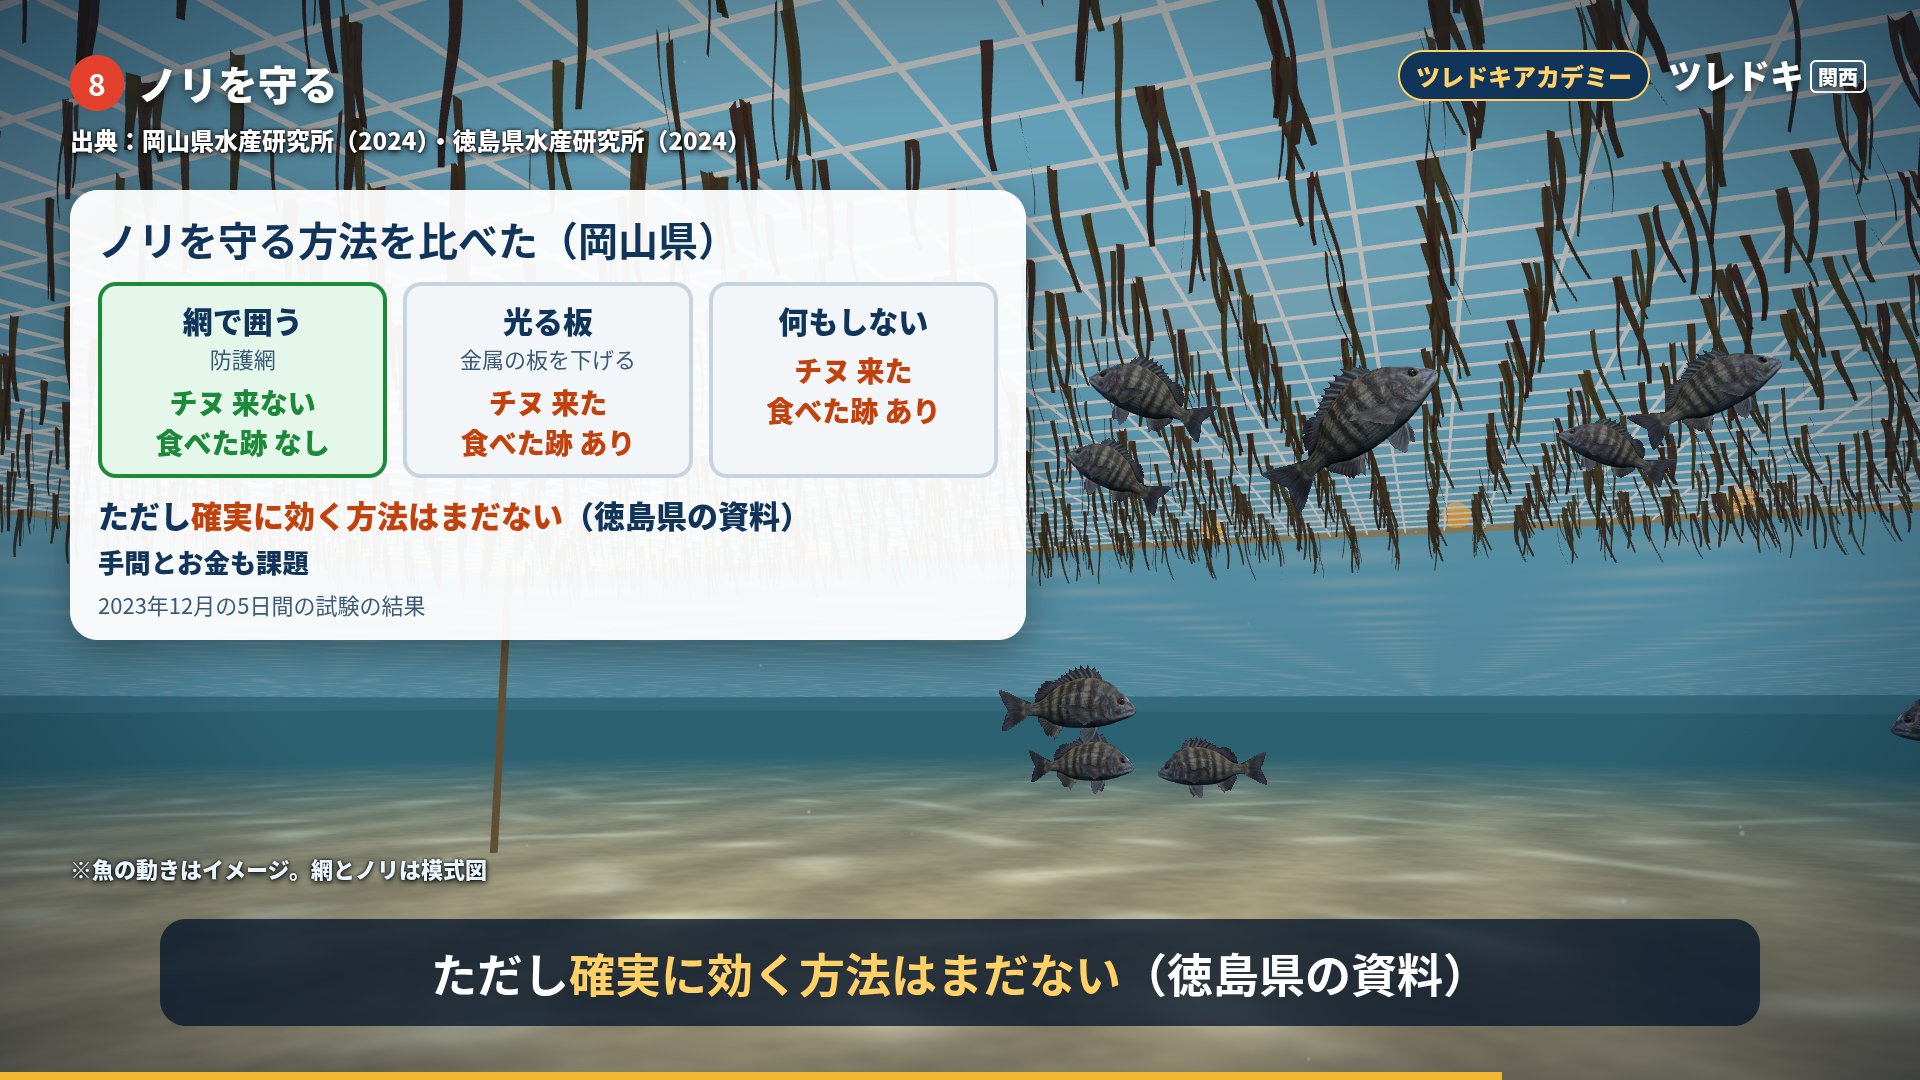 8 ノリを守る
ツレドキアカデミー ツレドキ 関西
出典：岡山県水産研究所（2024）・徳島県水産研究所（2024）
ノリを守る方法を比べた（岡山県）
網で囲う
防護網
チヌ 来ない
食べた跡 なし
光る板
金属の板を下げる
チヌ 来た
食べた跡 あり
何もしない
チヌ 来た
食べた跡 あり
ただし確実に効く方法はまだない（徳島県の資料）
手間とお金も課題
2023年12月の5日間の試験の結果
※魚の動きはイメージ。網とノリは模式図
ただし確実に効く方法はまだない（徳島県の資料）